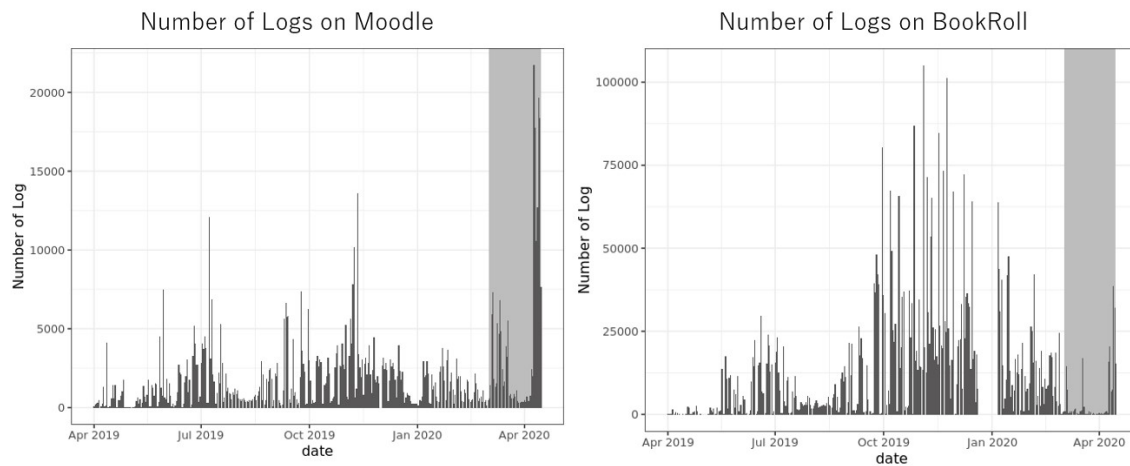 Number of Logs on Moodle
Number of Log
20000
15000
10000
5000
0
Apr 2019
Jul 2019
Oct 2019
Jan 2020
Apr 2020
date
Number of Logs on BookRoll
Number of Log
100000
75000
50000
25000
0
Apr 2019
Jul 2019
Oct 2019
Jan 2020
Apr 2020
date